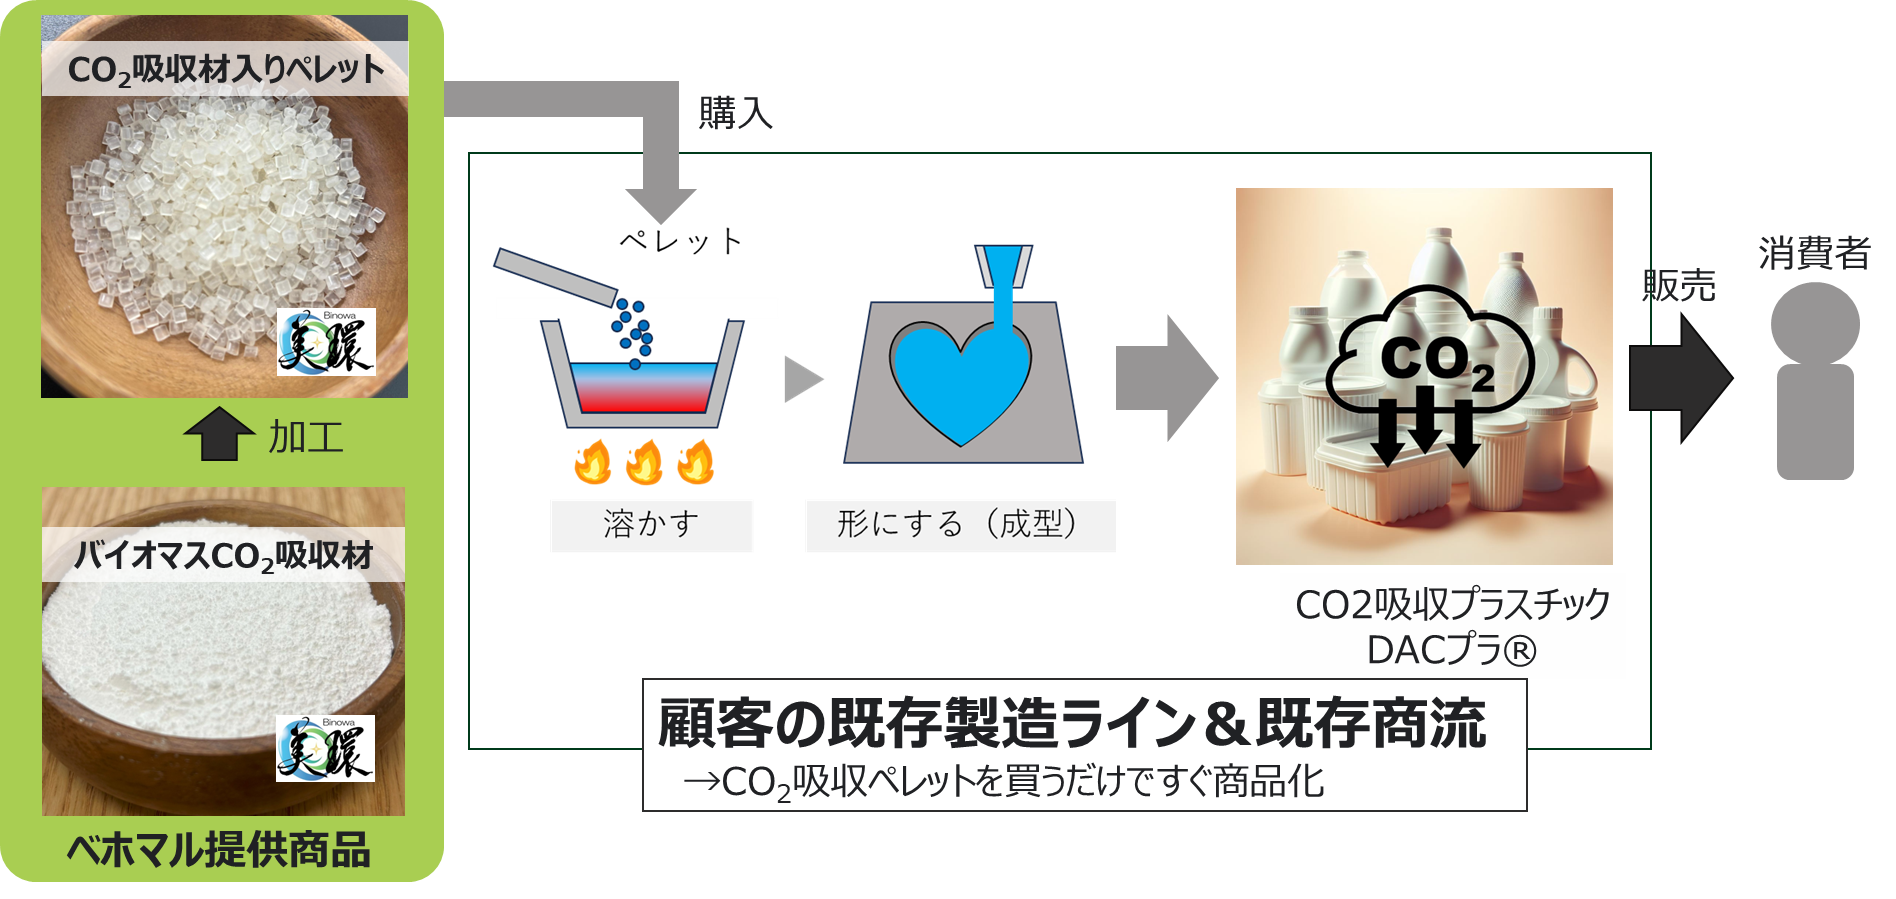 CO₂吸収材入りペレット
Binowa
美環
加工
バイオマスCO₂吸収材
Binowa
美環
ベホマル提供商品
購入
ペレット
溶かす
形にする（成型）
CO₂
CO2吸収プラスチック
DACプラ®
販売
消費者
顧客の既存製造ライン＆既存商流
→CO₂吸収ペレットを買うだけですぐ商品化